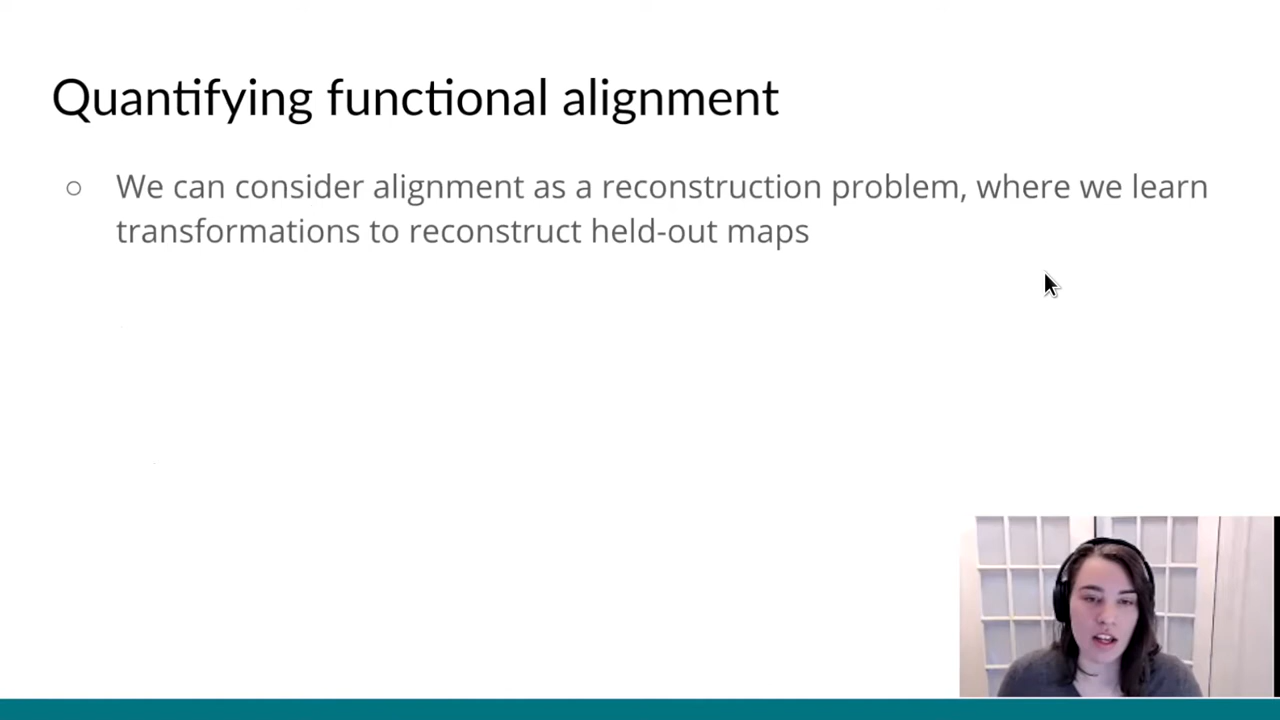 Quantifying functional alignment
We can consider alignment as a reconstruction problem, where we learn
transformations to reconstruct held-out maps